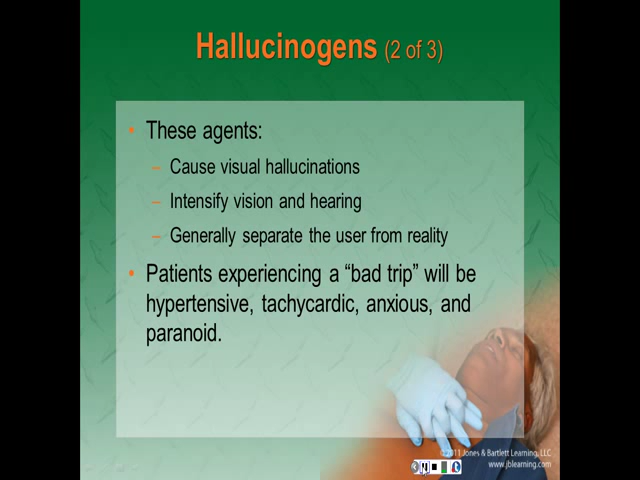 Hallucinogens (2 of 3)
• These agents:
– Cause visual hallucinations
– Intensify vision and hearing
– Generally separate the user from reality
• Patients experiencing a “bad trip” will be
hypertensive, tachycardic, anxious, and
paranoid.
© 2011 Jones & Bartlett Learning, LLC
www.jblearning.com